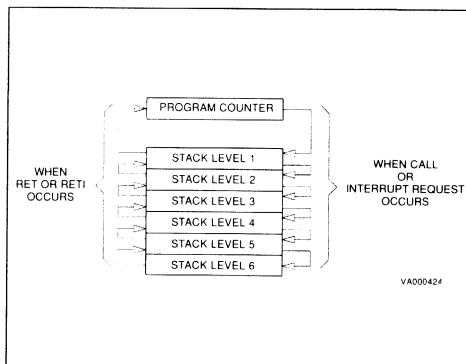 PROGRAM COUNTER
STACK LEVEL 1
STACK LEVEL 2
STACK LEVEL 3
STACK LEVEL 4
STACK LEVEL 5
STACK LEVEL 6
WHEN
RET OR RETI
OCCURS
WHEN CALL
OR
INTERRUPT REQUEST
OCCURS
VA000424